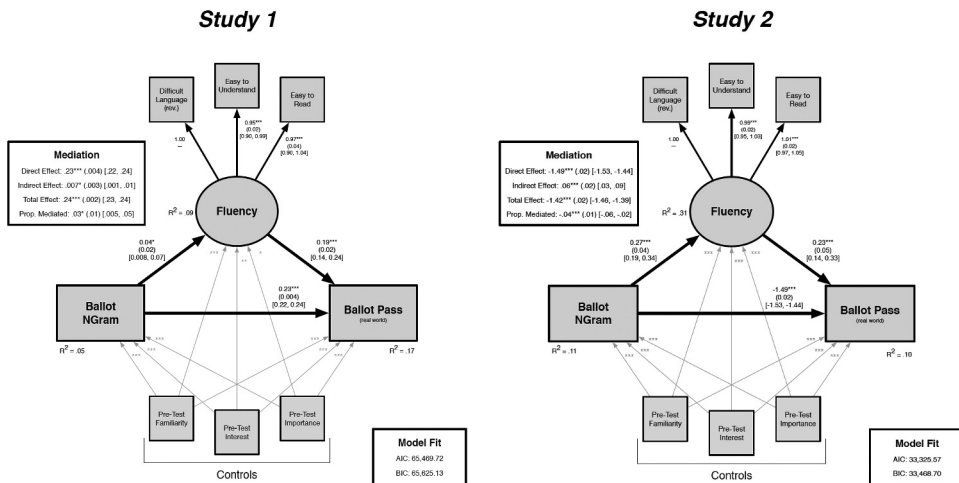 Study 1
Difficult
Language
(rev.)
Easy to
Understand
Easy to
Read
1.00
—
0.95***
(0.02)
[0.90, 0.99]
0.97***
(0.04)
[0.90, 1.04]
Mediation
Direct Effect: .23*** (.004) [.22, .24]
Indirect Effect: .007* (.003) [.001, .01]
Total Effect: .24*** (.002) [.23, .24]
Prop. Mediated: .03* (.01) [.005, .05]
R² = .09
Fluency
0.04*
(0.02)
[0.008, 0.07]
0.19***
(0.02)
[0.14, 0.24]
***
**
*
0.23***
(0.004)
[0.22, 0.24]
Ballot
NGram
Ballot Pass
(real world)
R² = .05
R² = .17
***
***
***
***
***
***
Pre-Test
Familiarity
Pre-Test
Interest
Pre-Test
Importance
Controls
Model Fit
AIC: 65,469.72
BIC: 65,625.13
Study 2
Difficult
Language
(rev.)
Easy to
Understand
Easy to
Read
1.00
—
0.99***
(0.02)
[0.95, 1.03]
1.01***
(0.02)
[0.97, 1.05]
Mediation
Direct Effect: -1.49*** (.02) [-1.53, -1.44]
Indirect Effect: .06*** (.02) [.03, .09]
Total Effect: -1.42*** (.02) [-1.46, -1.39]
Prop. Mediated: -.04*** (.01) [-.06, -.02]
R² = .31
Fluency
0.27***
(0.04)
[0.19, 0.34]
0.23***
(0.05)
[0.14, 0.33]
***
***
***
-1.49***
(0.02)
[-1.53, -1.44]
Ballot
NGram
Ballot Pass
(real world)
R² = .11
R² = .10
***
***
***
***
***
***
Pre-Test
Familiarity
Pre-Test
Interest
Pre-Test
Importance
Controls
Model Fit
AIC: 33,325.57
BIC: 33,468.70